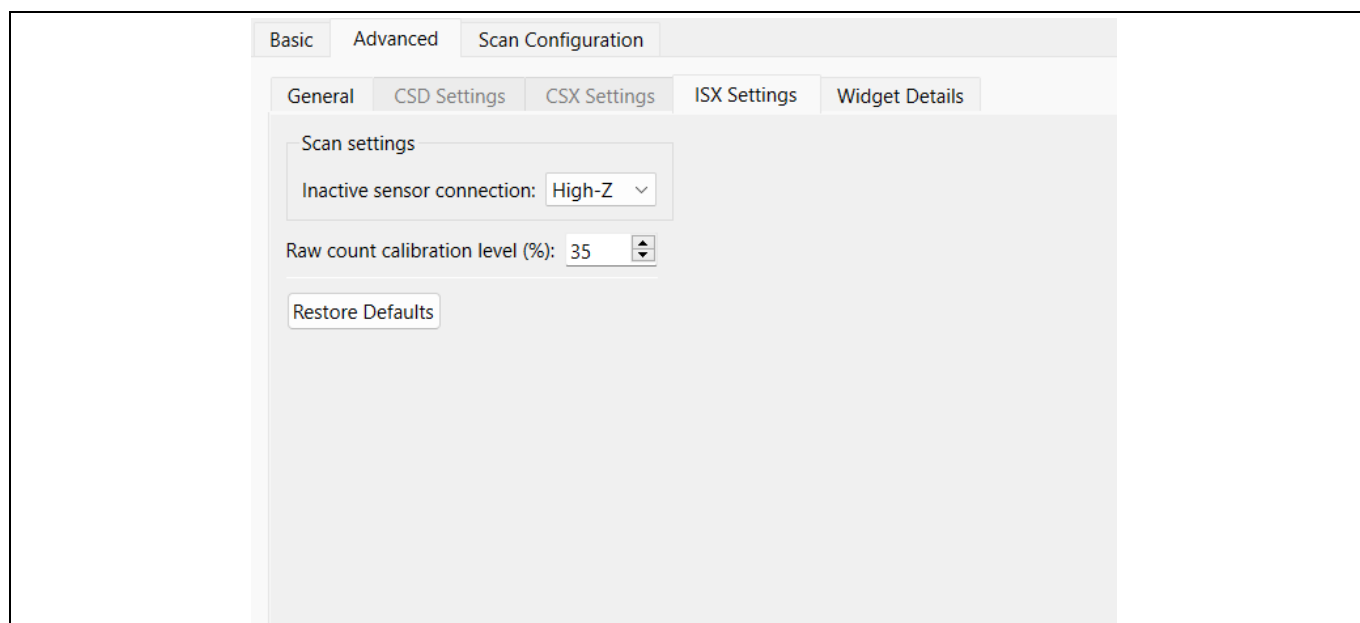 Basic Advanced Scan Configuration
General CSD Settings CSX Settings ISX Settings Widget Details
Scan settings
Inactive sensor connection: High-Z
Raw count calibration level (%): 35
Restore Defaults